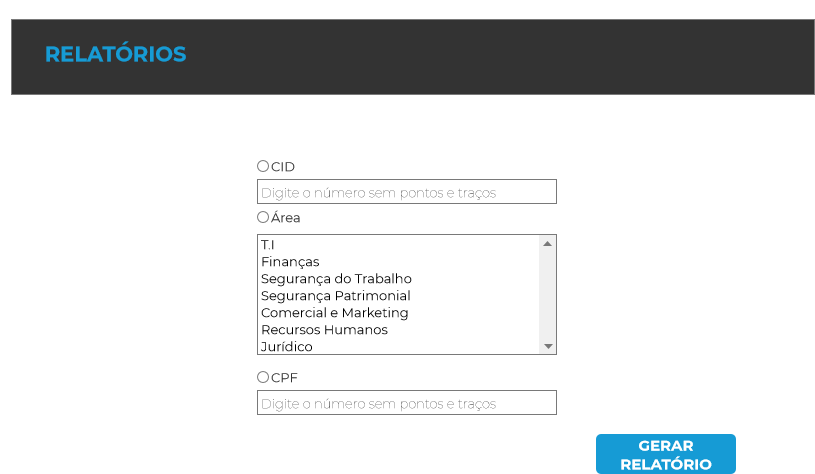 RELATÓRIOS
CID
Digite o número sem pontos e traços
Área
T.I
Finanças
Segurança do Trabalho
Segurança Patrimonial
Comercial e Marketing
Recursos Humanos
Jurídico
CPF
Digite o número sem pontos e traços
GERAR
RELATÓRIO